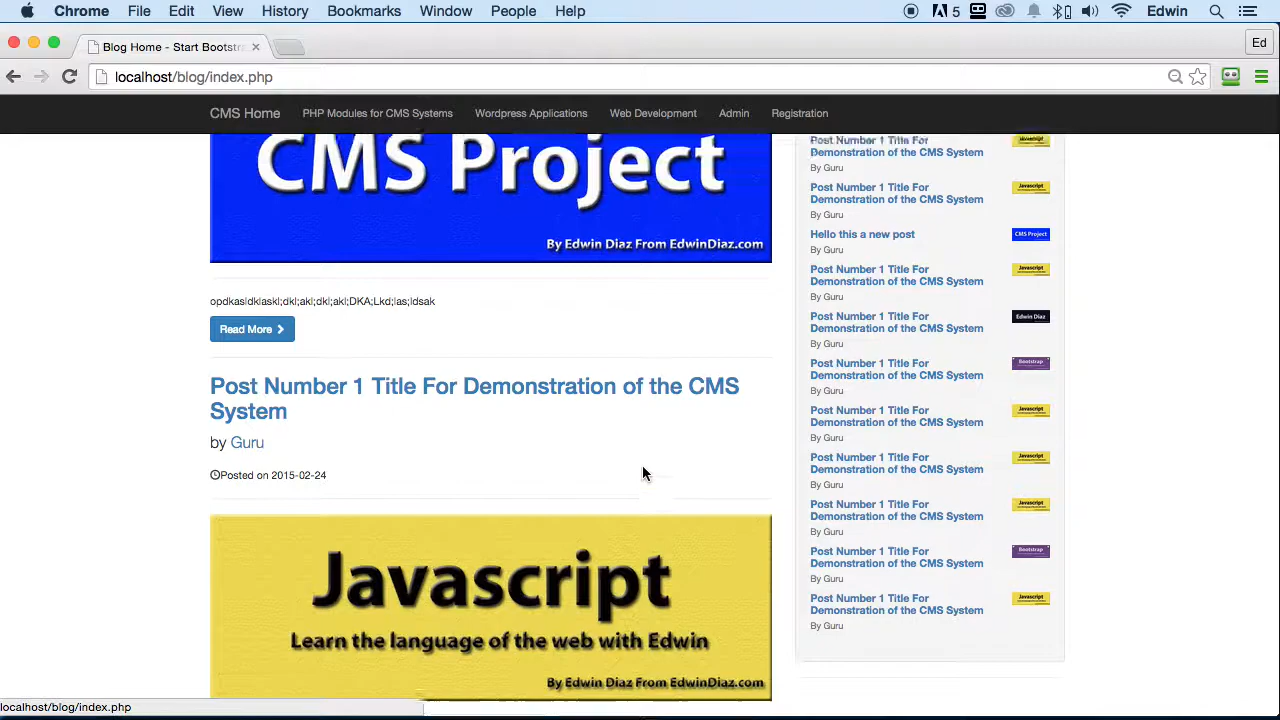 Chrome File Edit View History Bookmarks Window People Help 5 Edwin
Blog Home - Start Bootstr
Ed
localhost/blog/index.php
CMS Home PHP Modules for CMS Systems Wordpress Applications Web Development Admin Registration
CMS Project
By Edwin Diaz From EdwinDiaz.com
opdkasldklaskl;dkl;akl;dkl;akl;DKA;Lkd;las;ldsak
Read More
Post Number 1 Title For Demonstration of the CMS
System
by Guru
Posted on 2015-02-24
Javascript
Learn the language of the web with Edwin
By Edwin Diaz From EdwinDiaz.com
Post Number 1 Title For
Demonstration of the CMS System
Javascript
By Guru
Post Number 1 Title For
Demonstration of the CMS System
Javascript
By Guru
Hello this a new post
CMS Project
By Guru
Post Number 1 Title For
Demonstration of the CMS System
Javascript
By Guru
Post Number 1 Title For
Demonstration of the CMS System
Edwin Diaz
By Guru
Post Number 1 Title For
Demonstration of the CMS System
Bootstrap
By Guru
Post Number 1 Title For
Demonstration of the CMS System
Javascript
By Guru
Post Number 1 Title For
Demonstration of the CMS System
Javascript
By Guru
Post Number 1 Title For
Demonstration of the CMS System
Javascript
By Guru
Post Number 1 Title For
Demonstration of the CMS System
Bootstrap
By Guru
Post Number 1 Title For
Demonstration of the CMS System
Javascript
By Guru
localhost/blog/index.php